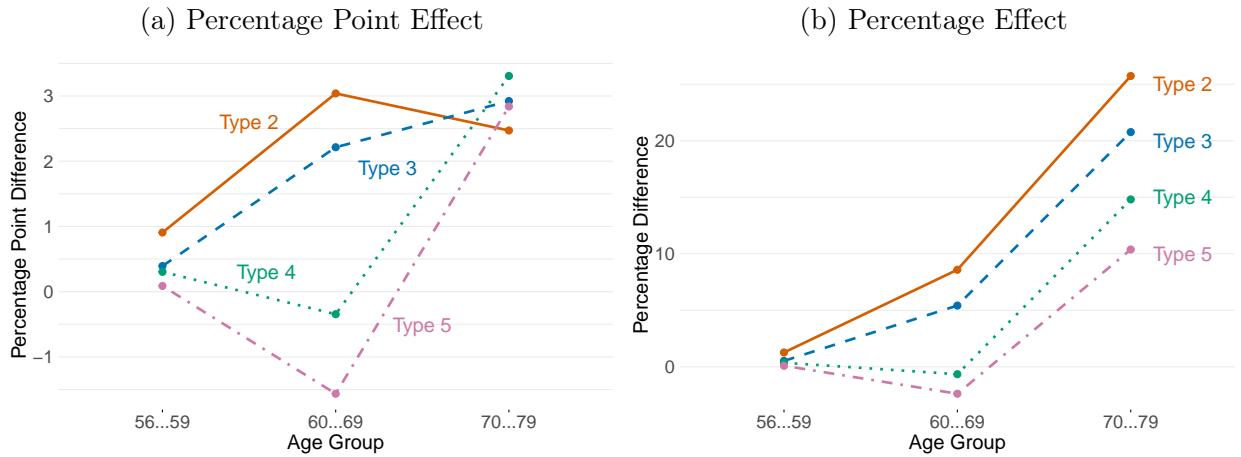 (a) Percentage Point Effect
Percentage Point Difference
3
2
1
0
−1
Type 2
Type 3
Type 4
Type 5
56...59
60...69
70...79
Age Group
(b) Percentage Effect
Percentage Difference
20
10
0
Type 2
Type 3
Type 4
Type 5
56...59
60...69
70...79
Age Group